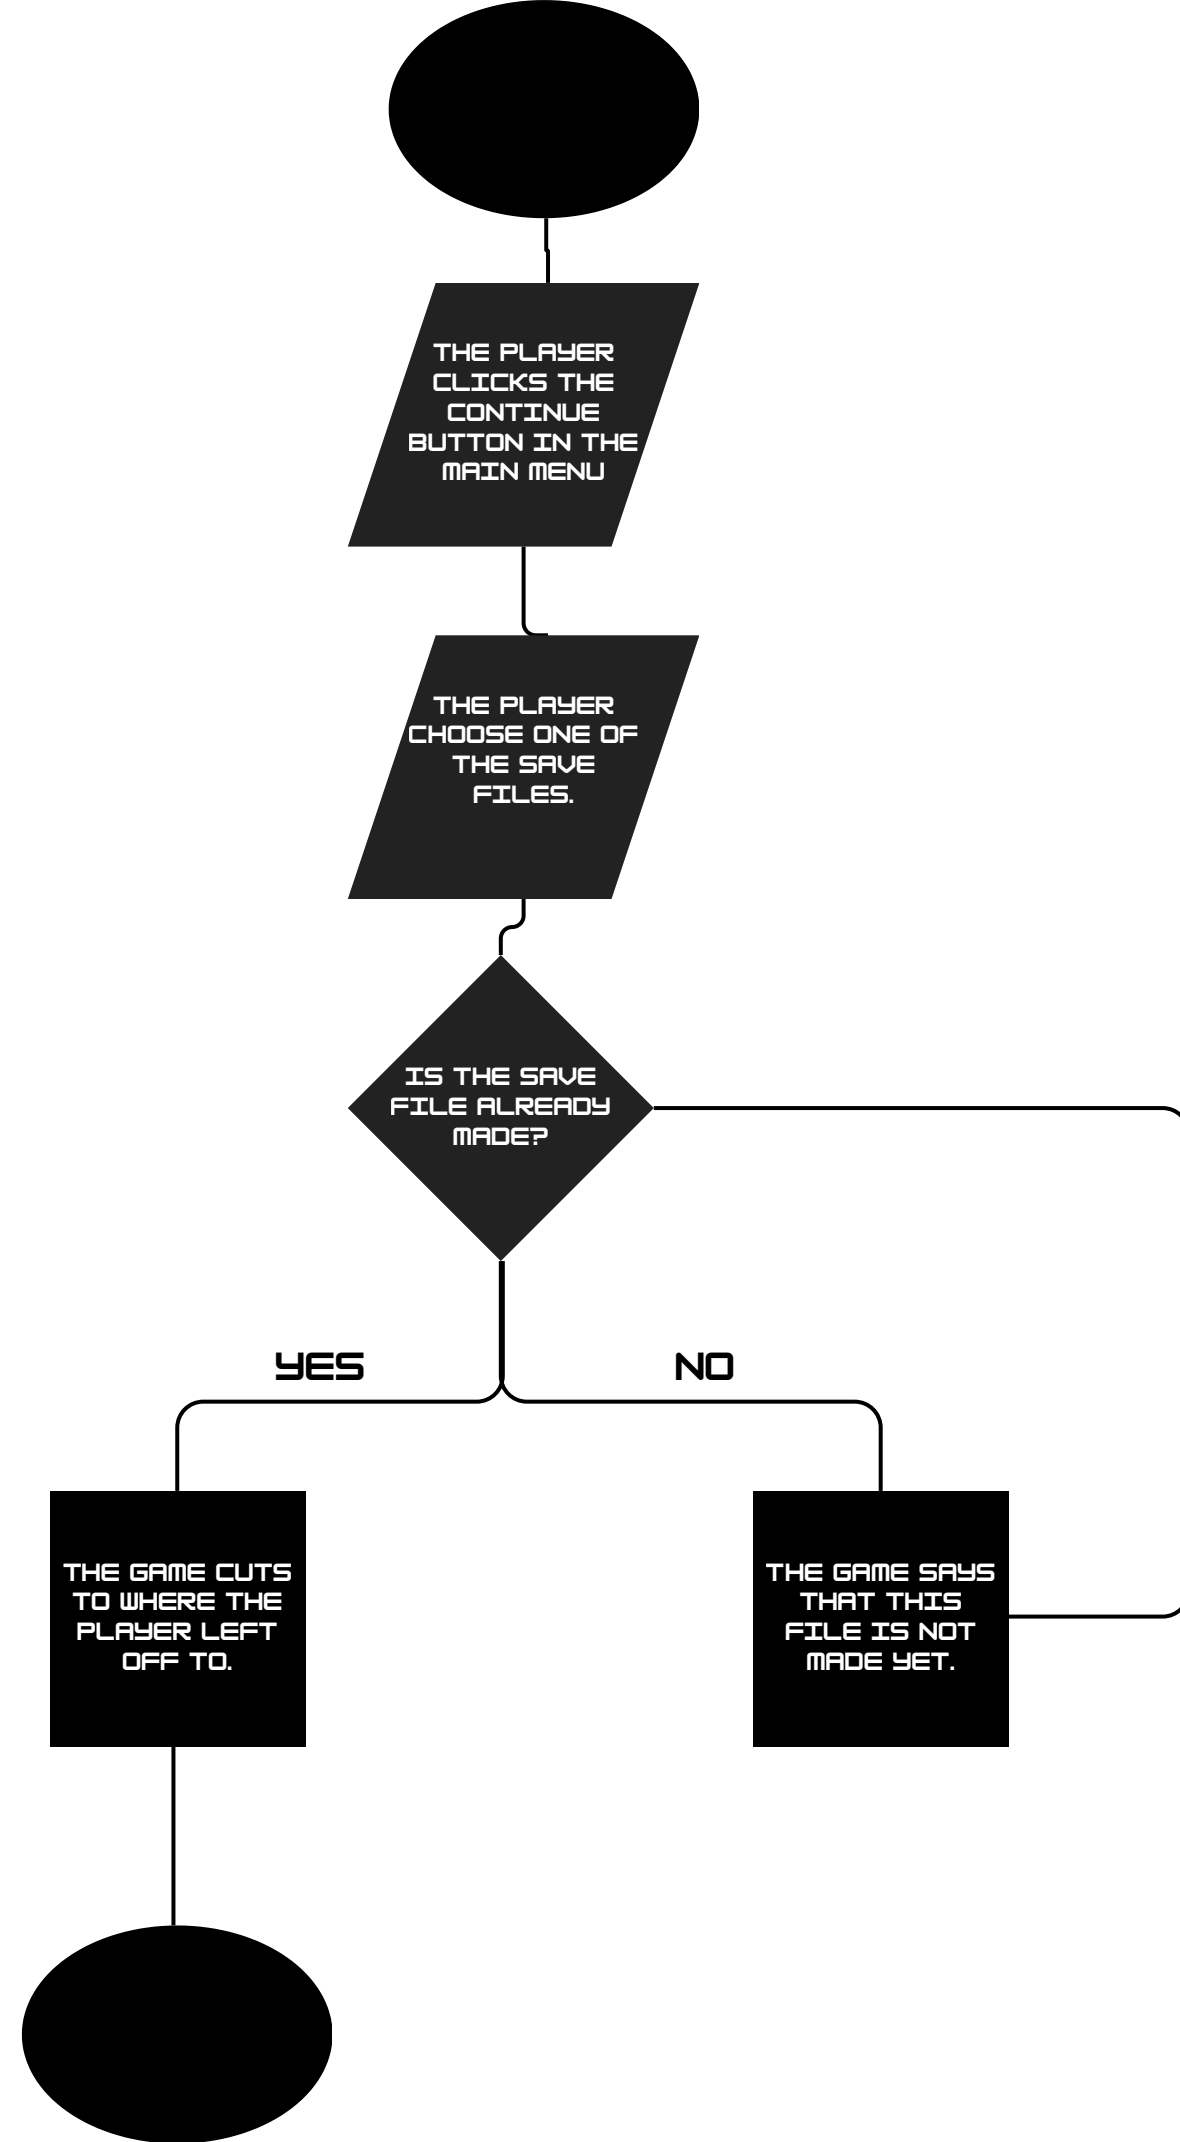 THE PLAYER
CLICKS THE
CONTINUE
BUTTON IN THE
MAIN MENU
THE PLAYER
CHOOSE ONE OF
THE SAVE
FILES.
IS THE SAVE
FILE ALREADY
MADE?
YES
NO
THE GAME CUTS
TO WHERE THE
PLAYER LEFT
OFF TO.
THE GAME SAYS
THAT THIS
FILE IS NOT
MADE YET.